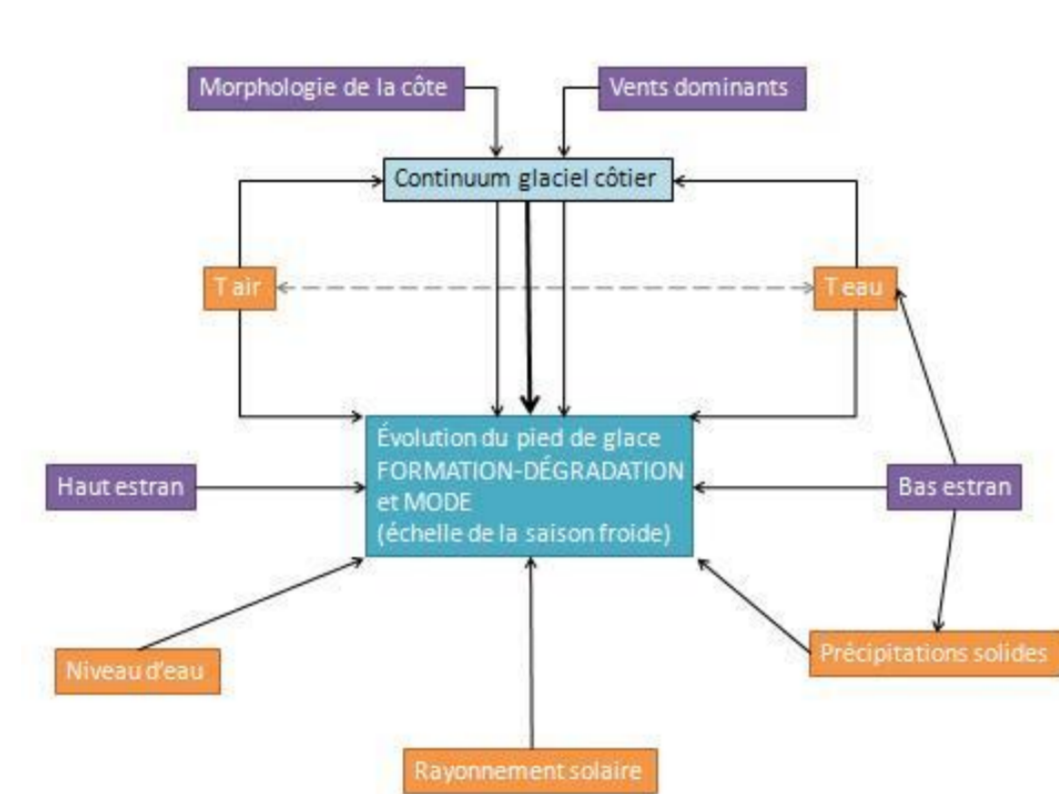 Morphologie de la côte
Vents dominants
Continuum glaciel côtier
T air
T eau
Évolution du pied de glace
FORMATION-DÉGRADATION
et MODE
(échelle de la saison froide)
Haut estran
Bas estran
Niveau d'eau
Précipitations solides
Rayonnement solaire